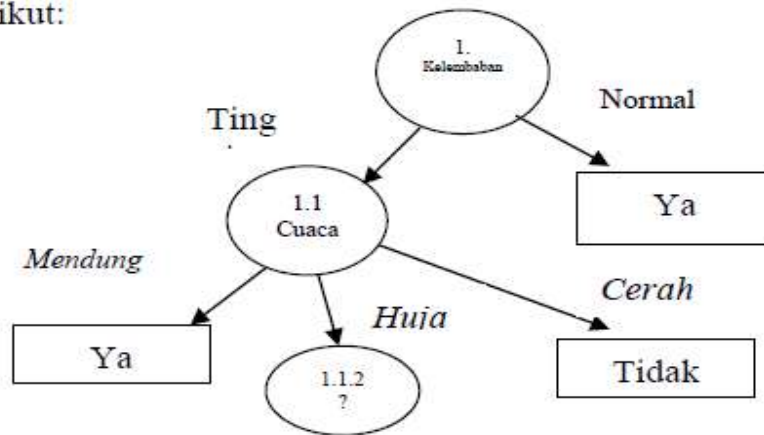 ikut:
1.
Kelembaban
Normal
Ting
Ya
1.1
Cuaca
Mendung
Cerah
Huja
Ya
1.1.2
?
Tidak